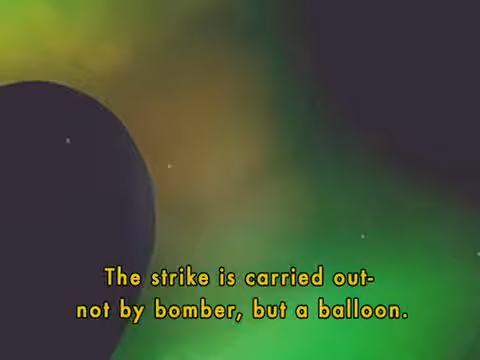 The strike is carried out-
not by bomber, but a balloon.